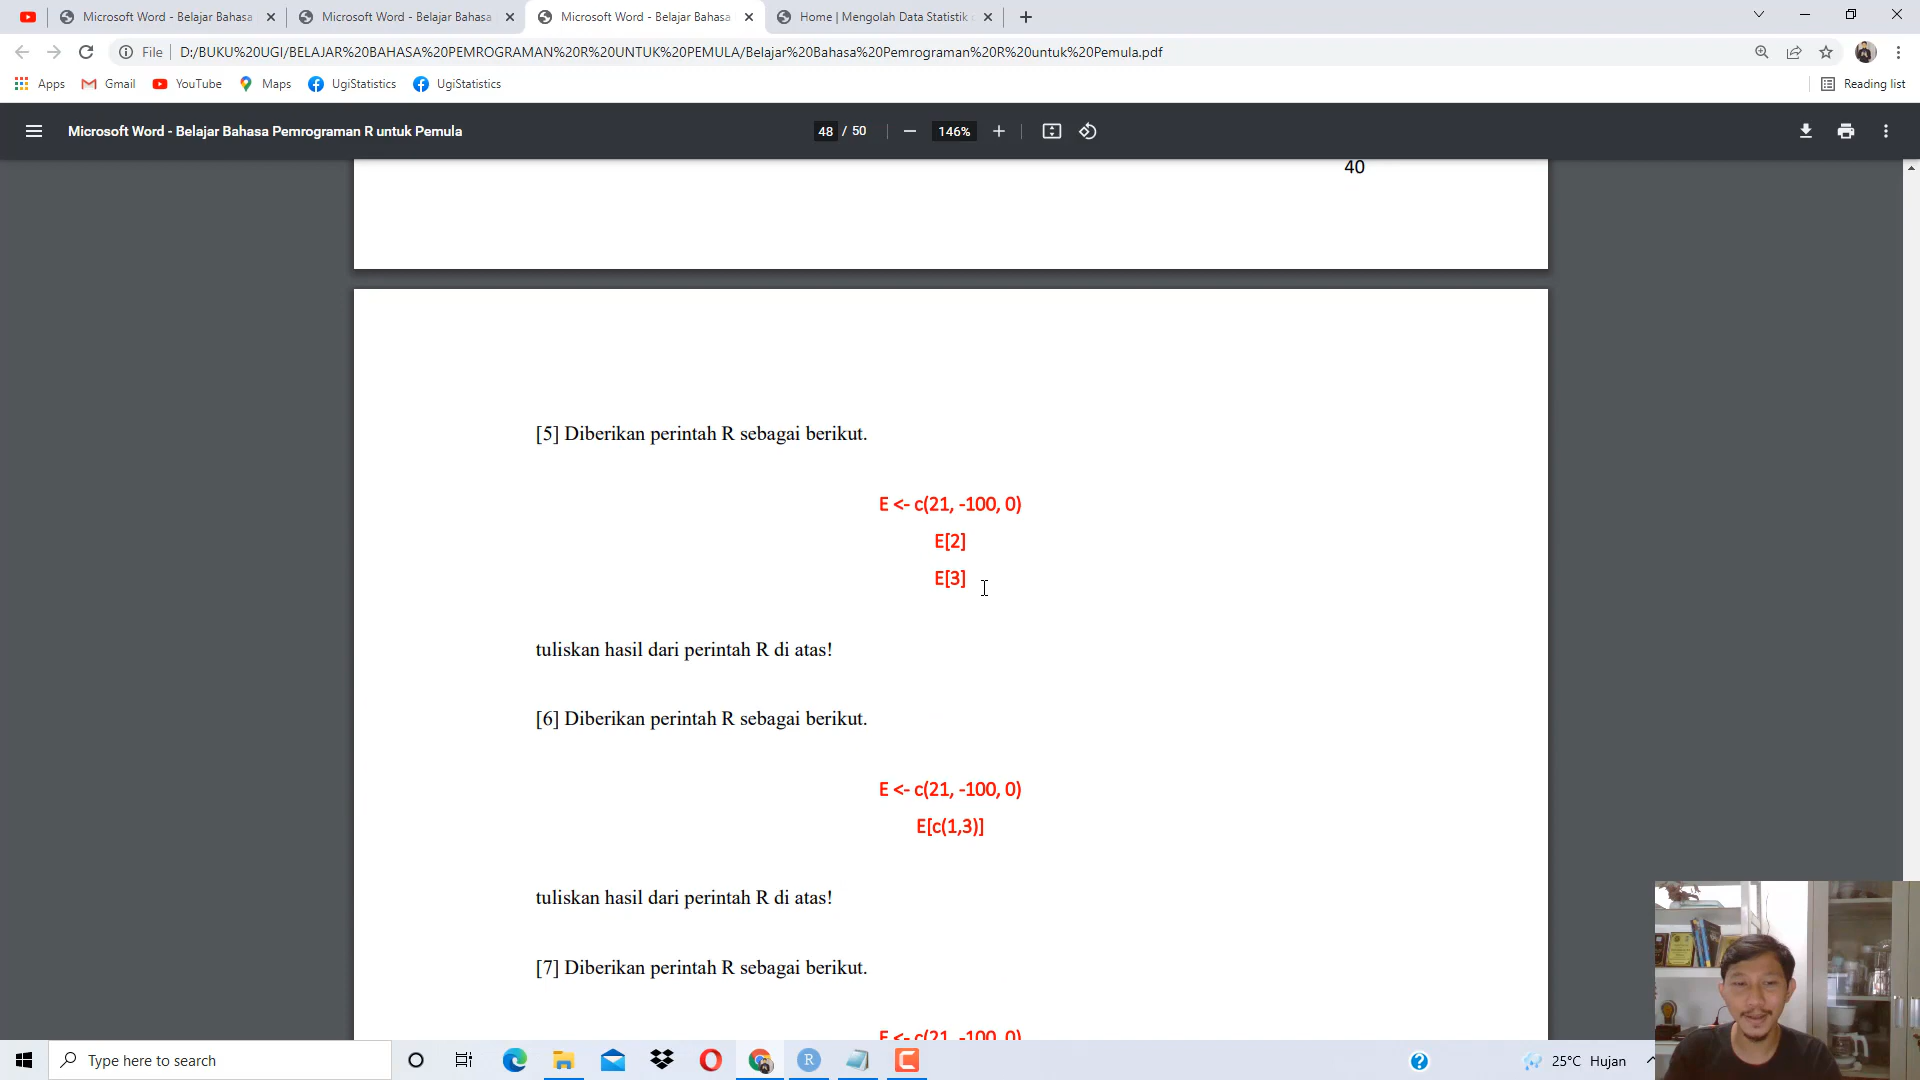 Microsoft Word - Belajar Bahasa
Microsoft Word - Belajar Bahasa
Microsoft Word - Belajar Bahasa
Home | Mengolah Data Statistik
File
D:/BUKU%20UGI/BELAJAR%20BAHASA%20PEMROGRAMAN%20R%20UNTUK%20PEMULA/Belajar%20Bahasa%20Pemrograman%20R%20untuk%20Pemula.pdf
Apps
Gmail
YouTube
Maps
UgiStatistics
UgiStatistics
Reading list
Microsoft Word - Belajar Bahasa Pemrograman R untuk Pemula
48 / 50
146%
40
[5] Diberikan perintah R sebagai berikut.
E <- c(21, -100, 0)
E[2]
E[3]
tuliskan hasil dari perintah R di atas!
[6] Diberikan perintah R sebagai berikut.
E <- c(21, -100, 0)
E[c(1,3)]
tuliskan hasil dari perintah R di atas!
[7] Diberikan perintah R sebagai berikut.
E <- c(21, -100, 0)
Type here to search
R
25°C Hujan